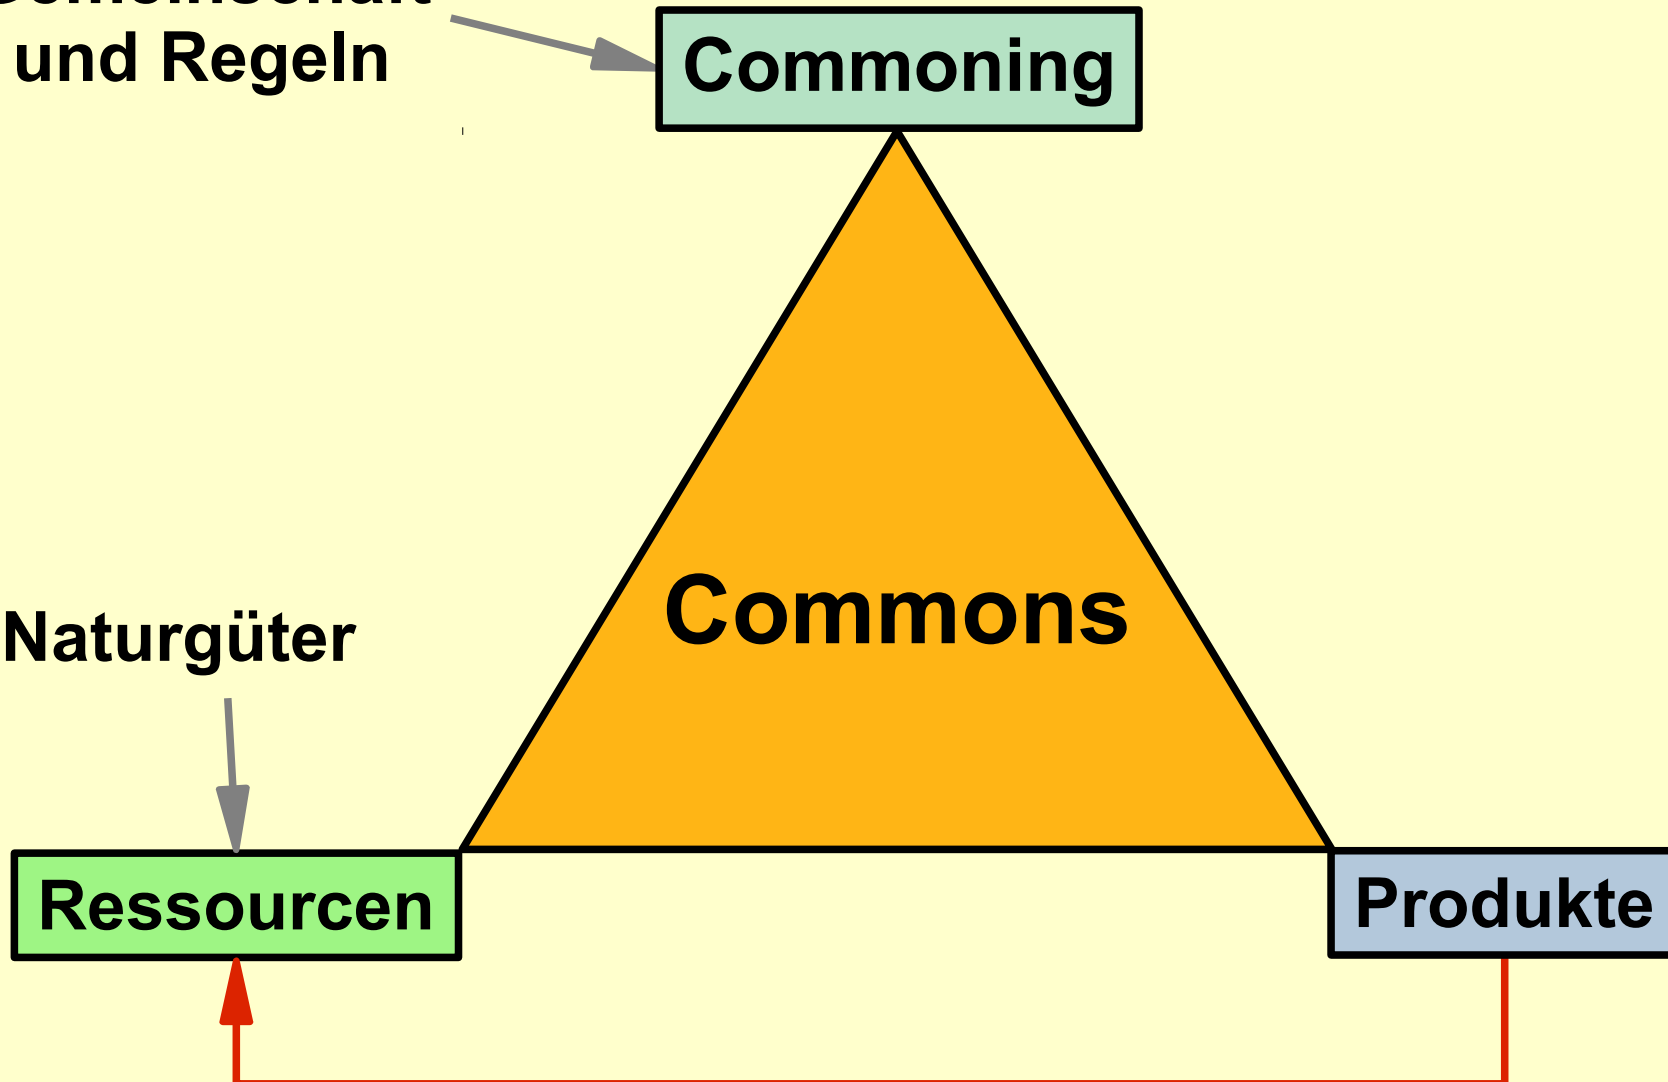 und Regeln
Commoning
Commons
Naturgüter
Ressourcen
Produkte